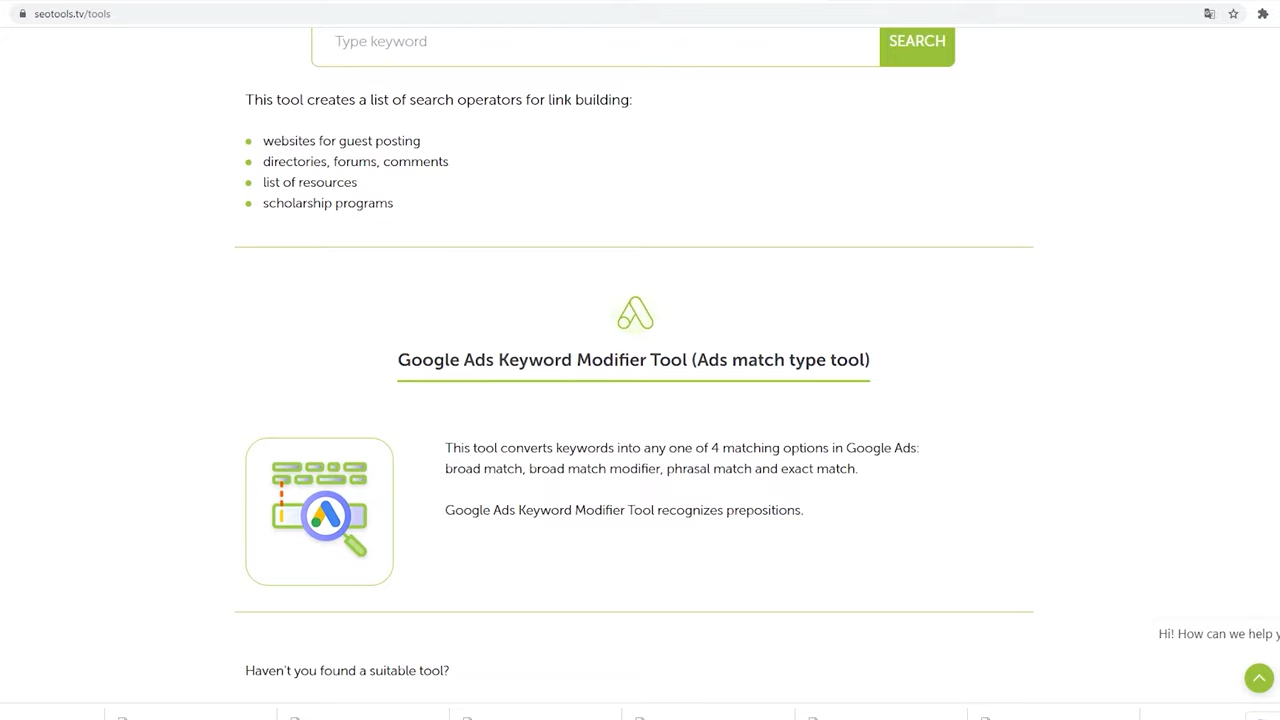 seotools.tv/tools
Type keyword
SEARCH
This tool creates a list of search operators for link building:
websites for guest posting
directories, forums, comments
list of resources
scholarship programs
Google Ads Keyword Modifier Tool (Ads match type tool)
This tool converts keywords into any one of 4 matching options in Google Ads:
broad match, broad match modifier, phrasal match and exact match.
Google Ads Keyword Modifier Tool recognizes prepositions.
Hi! How can we help y
Haven't you found a suitable tool?